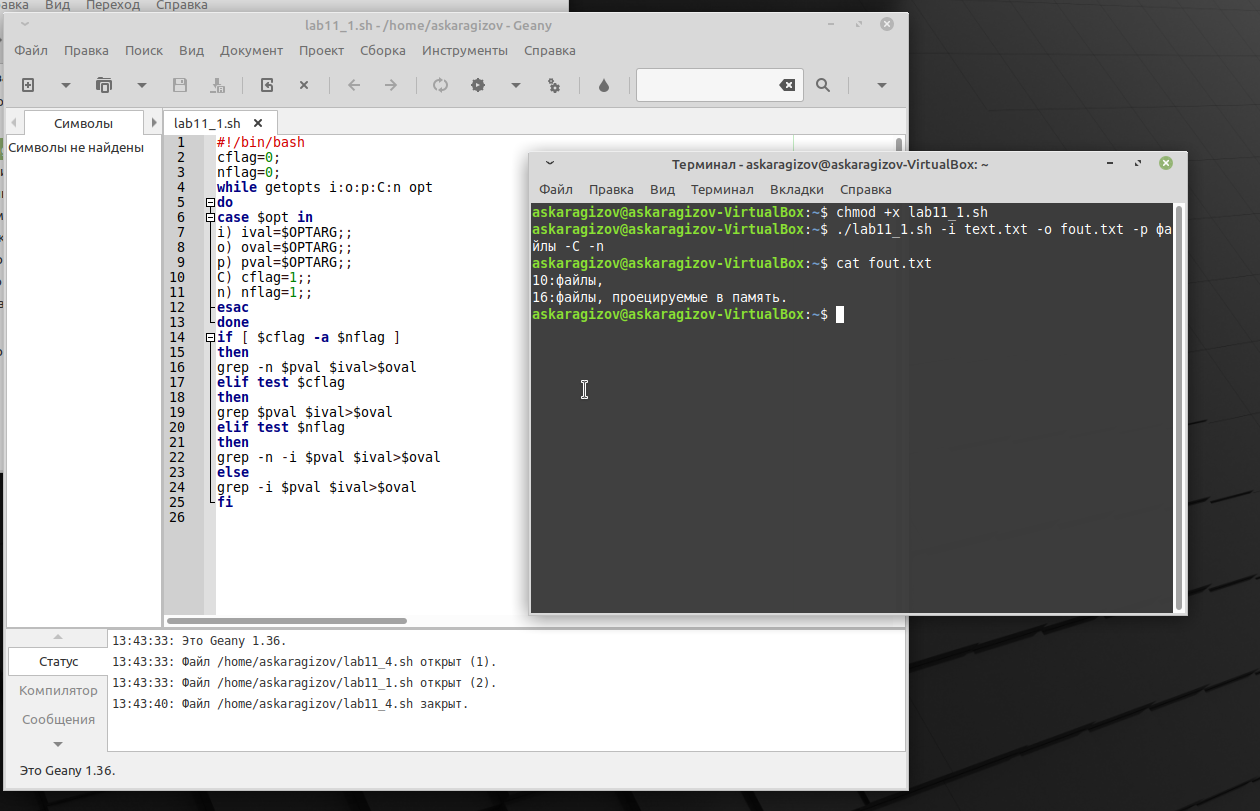 Вид Переход Справка
lab11_1.sh - /home/askaragizov - Geany
Файл Правка Поиск Вид Документ Проект Сборка Инструменты Справка
Символы
lab11_1.sh
Символы не найдены
1 #!/bin/bash
2 cflag=0;
3 nflag=0;
4 while getopts i:o:p:C:n opt
5 do
6 case $opt in
7 i) ival=$OPTARG;;
8 o) oval=$OPTARG;;
9 p) pval=$OPTARG;;
10 C) cflag=1;;
11 n) nflag=1;;
12 esac
13 done
14 if [ $cflag -a $nflag ]
15 then
16 grep -n $pval $ival>$oval
17 elif test $cflag
18 then
19 grep $pval $ival>$oval
20 elif test $nflag
21 then
22 grep -n -i $pval $ival>$oval
23 else
24 grep -i $pval $ival>$oval
25 fi
26
Терминал - askaragizov@askaragizov-VirtualBox: ~
Файл Правка Вид Терминал Вкладки Справка
askaragizov@askaragizov-VirtualBox:~$ chmod +x lab11_1.sh
askaragizov@askaragizov-VirtualBox:~$ ./lab11_1.sh -i text.txt -o fout.txt -p фа
йлы -C -n
askaragizov@askaragizov-VirtualBox:~$ cat fout.txt
10:файлы,
16:файлы, проецируемые в память.
askaragizov@askaragizov-VirtualBox:~$
Статус
Компилятор
Сообщения
13:43:33: Это Geany 1.36.
13:43:33: Файл /home/askaragizov/lab11_4.sh открыт (1).
13:43:33: Файл /home/askaragizov/lab11_1.sh открыт (2).
13:43:40: Файл /home/askaragizov/lab11_4.sh закрыт.
Это Geany 1.36.